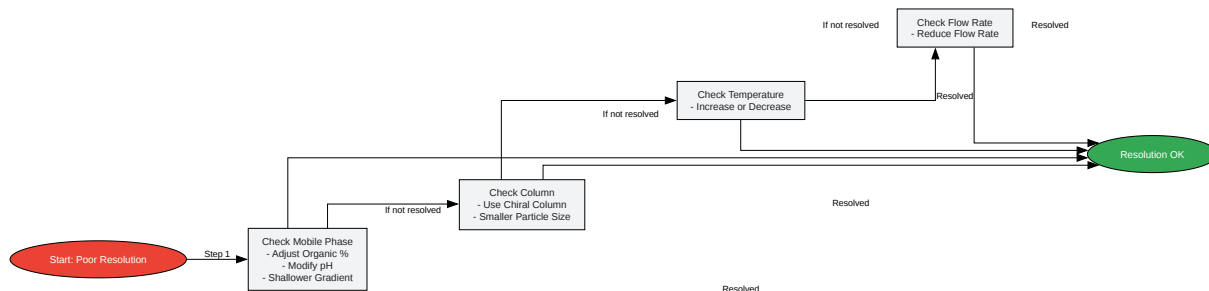 Check Flow Rate
- Reduce Flow Rate
If not resolved
Resolved
Check Temperature
- Increase or Decrease
Resolved
If not resolved
Resolution OK
Check Column
- Use Chiral Column
- Smaller Particle Size
Resolved
If not resolved
Check Mobile Phase
- Adjust Organic %
- Modify pH
- Shallower Gradient
Step 1
Start: Poor Resolution
Resolved